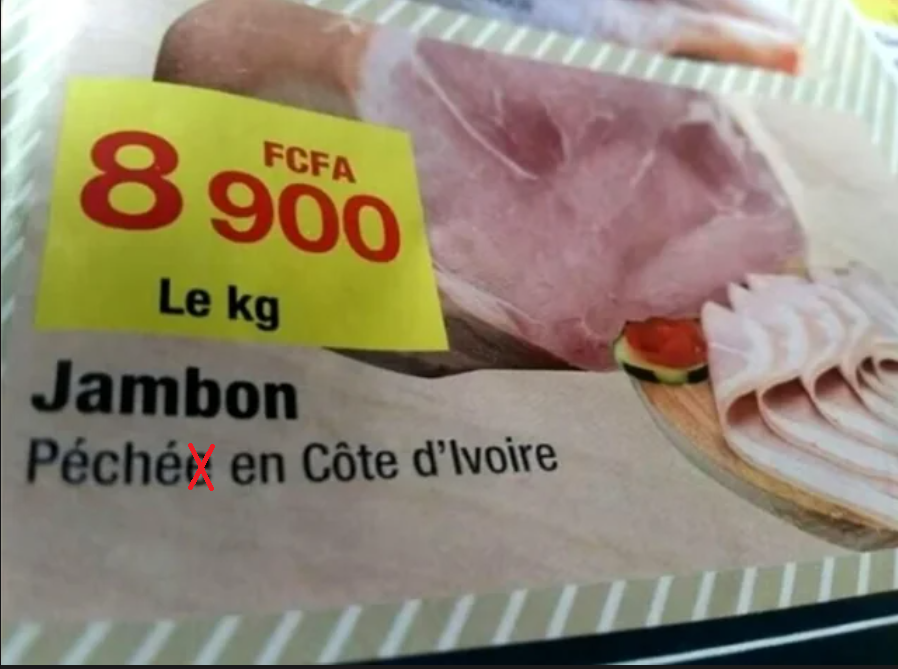 FCFA
8 900
Le kg
Jambon
Péchée en Côte d'Ivoire